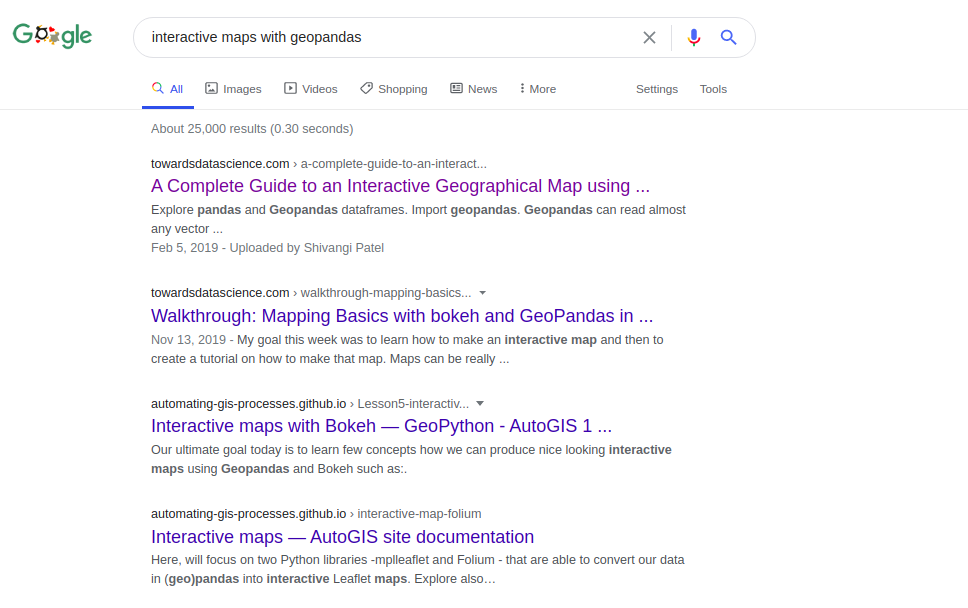 Google
interactive maps with geopandas
All Images Videos Shopping News More Settings Tools
About 25,000 results (0.30 seconds)
towardsdatascience.com › a-complete-guide-to-an-interact...
A Complete Guide to an Interactive Geographical Map using ...
Explore pandas and Geopandas dataframes. Import geopandas. Geopandas can read almost
any vector ...
Feb 5, 2019 - Uploaded by Shivangi Patel
towardsdatascience.com › walkthrough-mapping-basics...
Walkthrough: Mapping Basics with bokeh and GeoPandas in ...
Nov 13, 2019 - My goal this week was to learn how to make an interactive map and then to
create a tutorial on how to make that map. Maps can be really ...
automating-gis-processes.github.io › Lesson5-interactiv...
Interactive maps with Bokeh — GeoPython - AutoGIS 1 ...
Our ultimate goal today is to learn few concepts how we can produce nice looking interactive
maps using Geopandas and Bokeh such as:.
automating-gis-processes.github.io › interactive-map-folium
Interactive maps — AutoGIS site documentation
Here, will focus on two Python libraries -mplleaflet and Folium - that are able to convert our data
in (geo)pandas into interactive Leaflet maps. Explore also…